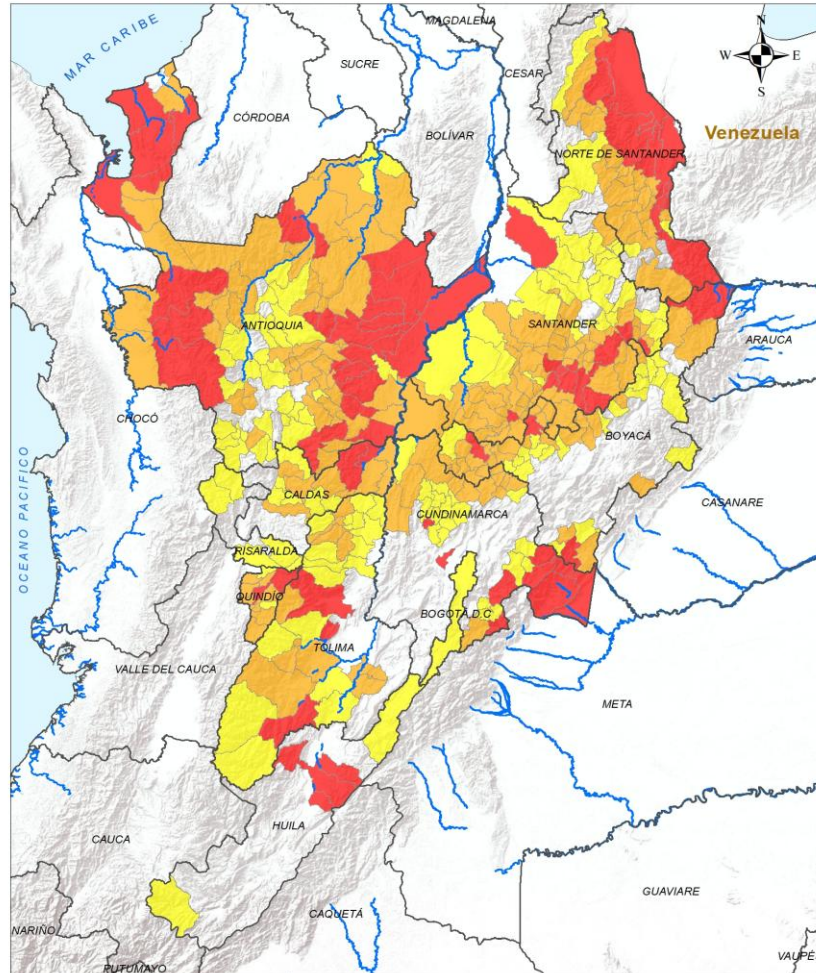 MAGDALENA
MAR CARIBE
SUCRE
CESAR
N
W E
S
CÓRDOBA
BOLÍVAR
Venezuela
NORTE DE SANTANDER
ANTIOQUIA
SANTANDER
ARAUCA
CHOCÓ
BOYACÁ
OCEANO PACIFICO
CALDAS
CASANARE
CUNDINAMARCA
RISARALDA
QUINDÍO
BOGOTÁ D.C
TOLIMA
VALLE DEL CAUCA
META
HUILA
CAUCA
GUAVIARE
CAQUETÁ
NARIÑO
PUTUMAYO
VAUPÉS